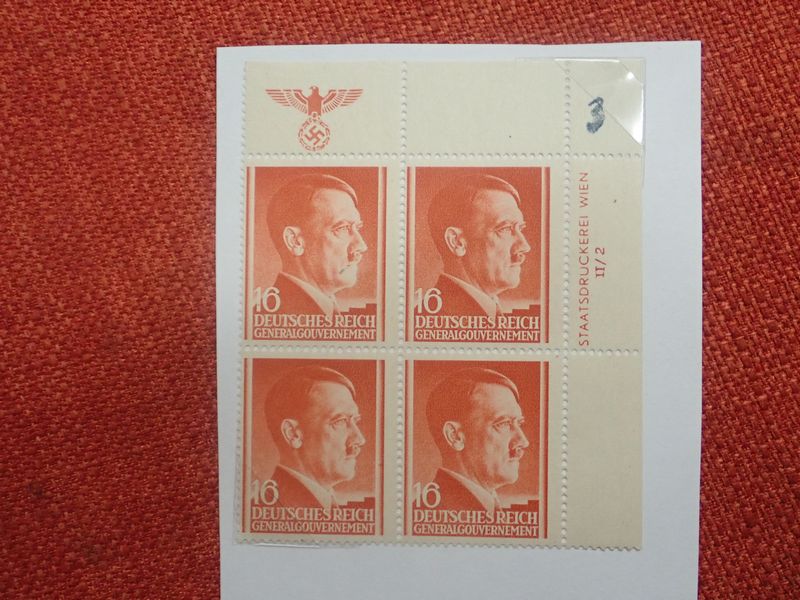 3
STAATSDRUCKEREI WIEN
II/2
16
DEUTSCHES REICH
GENERALGOUVERNEMENT
16
DEUTSCHES REICH
GENERALGOUVERNEMENT
16
DEUTSCHES REICH
GENERALGOUVERNEMENT
16
DEUTSCHES REICH
GENERALGOUVERNEMENT